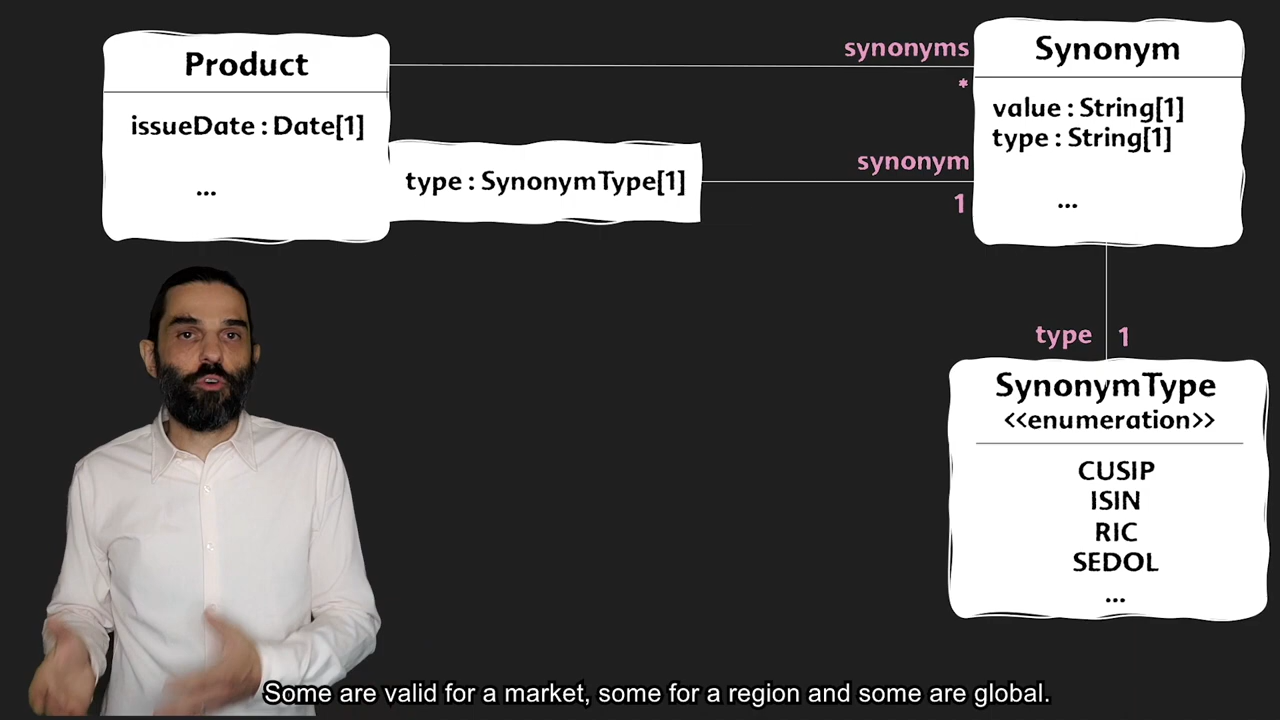 Product
issueDate : Date[1]
...
type : SynonymType[1]
synonyms
*
synonym
1
Synonym
value : String[1]
type : String[1]
...
type 1
SynonymType
<<enumeration>>
CUSIP
ISIN
RIC
SEDOL
...
Some are valid for a market, some for a region and some are global.